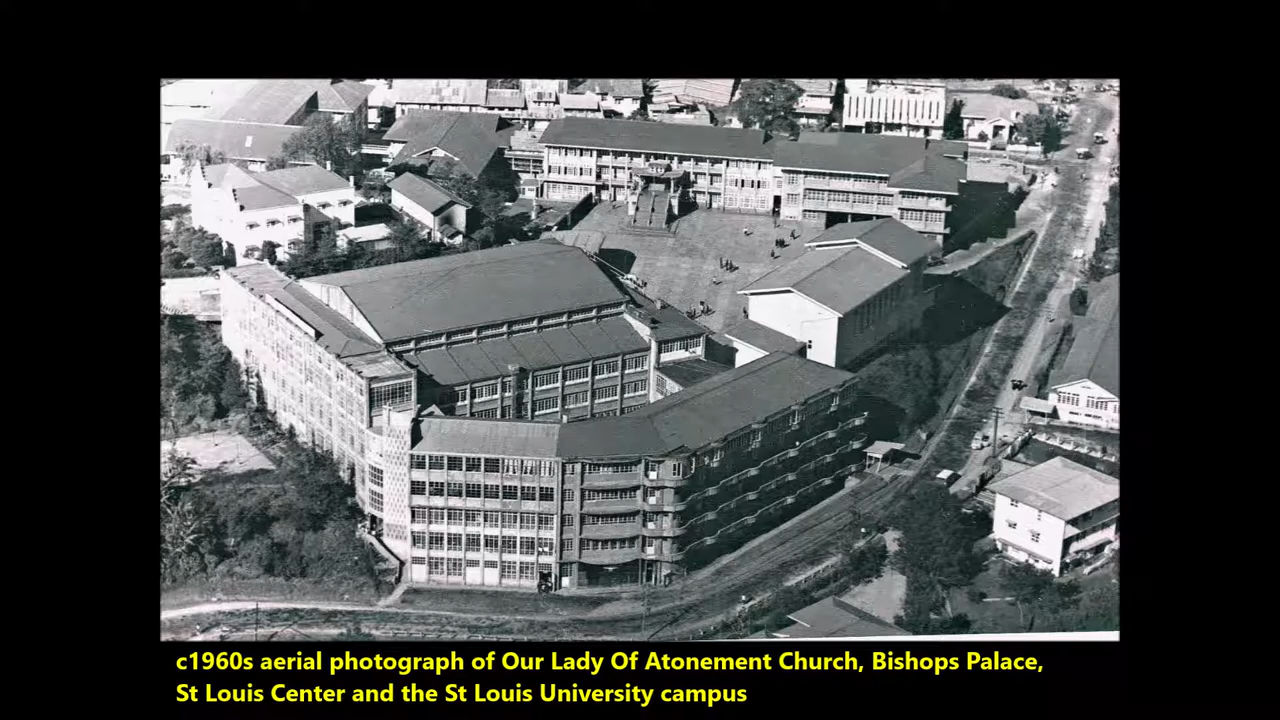 c1960s aerial photograph of Our Lady Of Atonement Church, Bishops Palace,
St Louis Center and the St Louis University campus